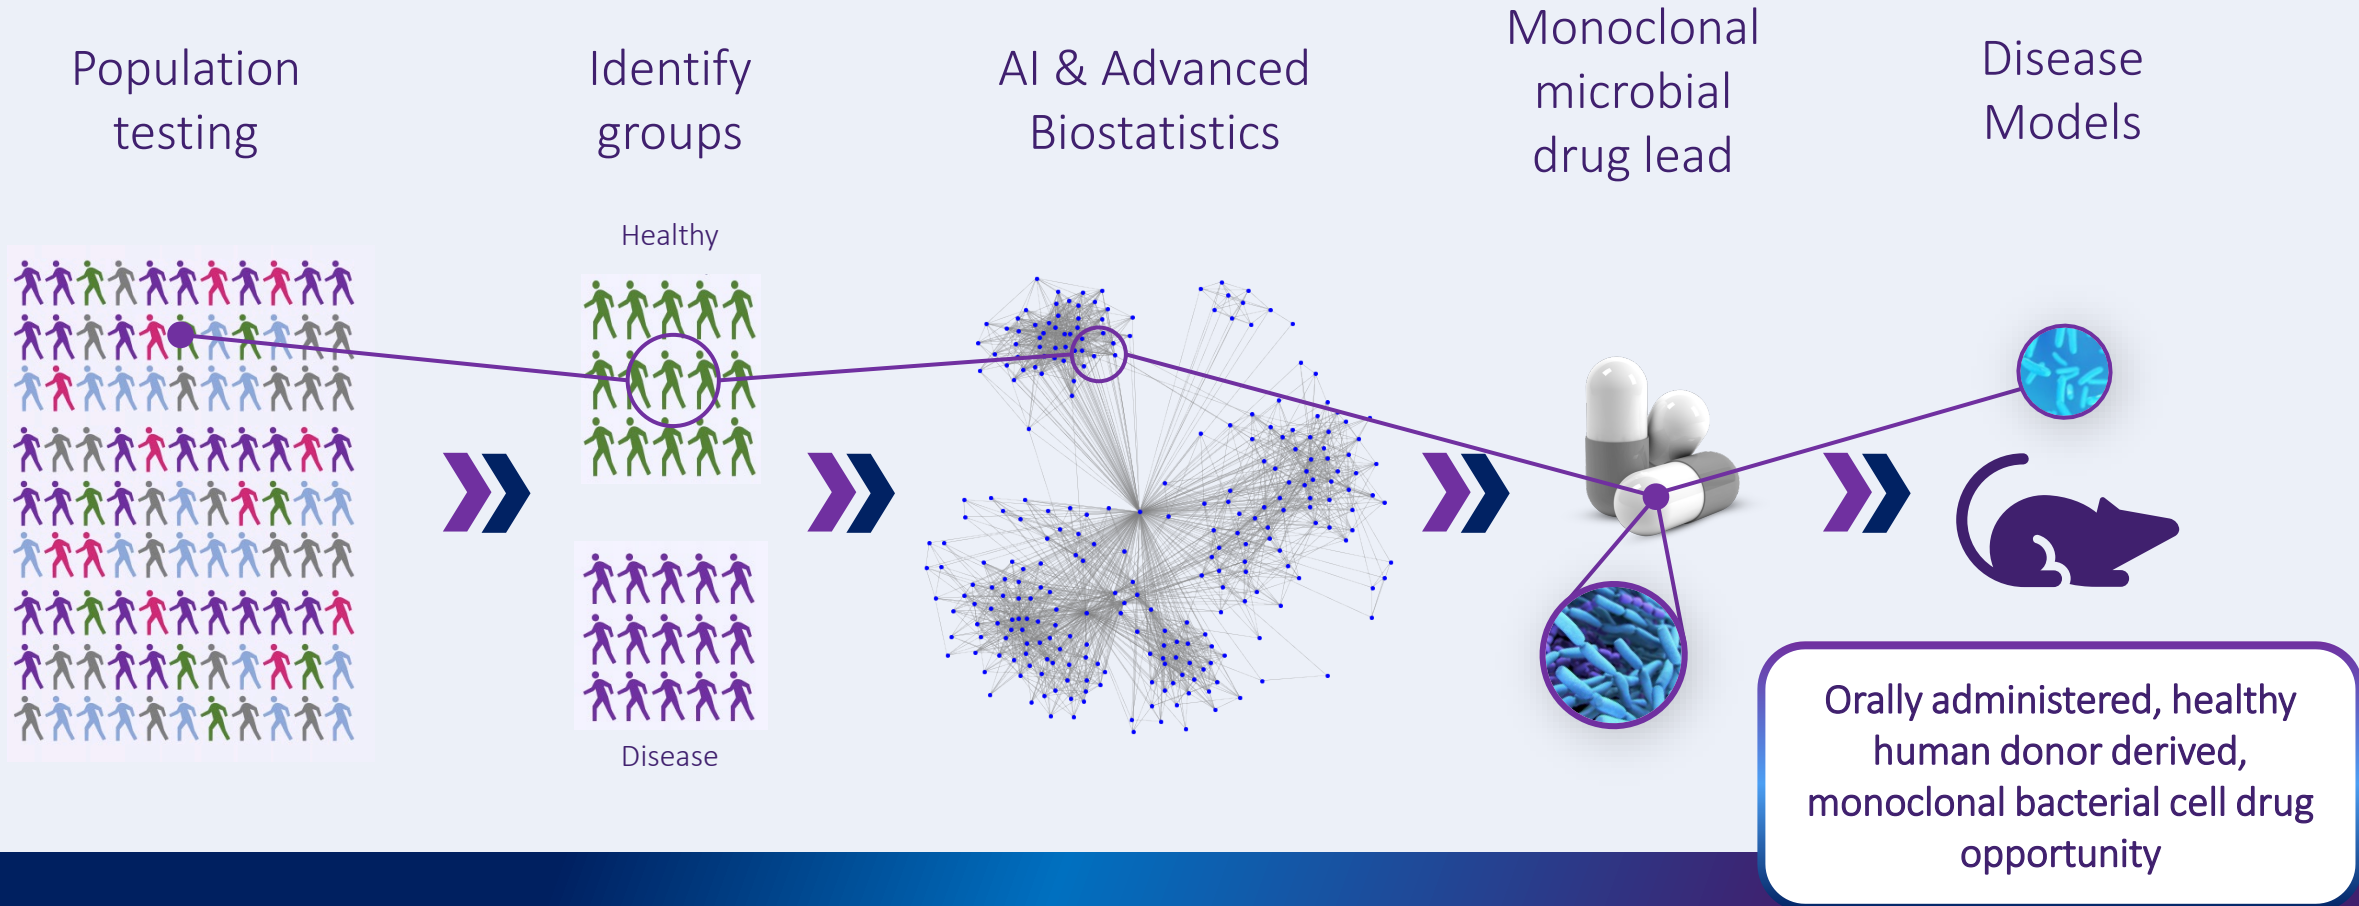 Population
testing
Identify
groups
AI & Advanced
Biostatistics
Monoclonal
microbial
drug lead
Disease
Models
Healthy
Disease
Orally administered, healthy
human donor derived,
monoclonal bacterial cell drug
opportunity